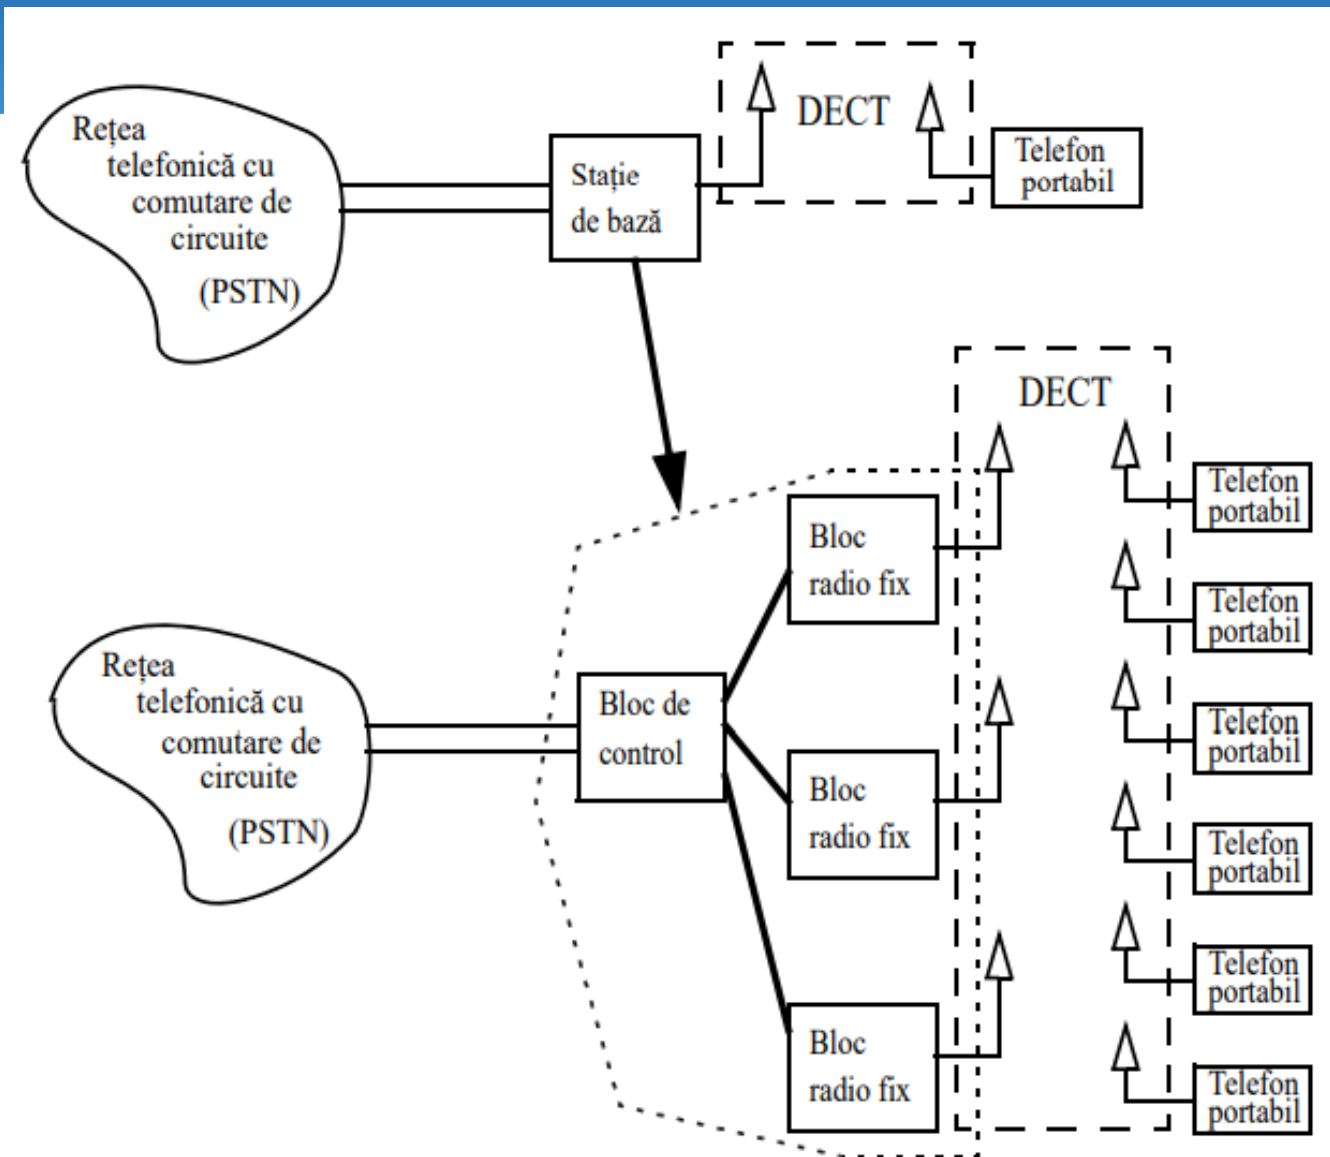 Rețea
telefonică cu
comutare de
circuite
(PSTN)
Stație
de bază
DECT
Telefon
portabil
Rețea
telefonică cu
comutare de
circuite
(PSTN)
Bloc de
control
Bloc
radio fix
Bloc
radio fix
Bloc
radio fix
DECT
Telefon
portabil
Telefon
portabil
Telefon
portabil
Telefon
portabil
Telefon
portabil
Telefon
portabil